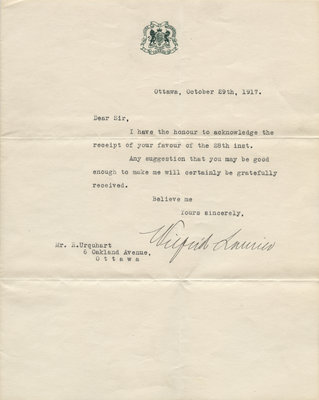 Ottawa, October 29th, 1917.
Dear Sir,
I have the honour to acknowledge the
receipt of your favour of the 28th inst.
Any suggestion that you may be good
enough to make me will certainly be gratefully
received.
Believe me
Yours sincerely,
Wilfrid Laurier
Mr. R.Urquhart
6 Oakland Avenue,
Ottawa